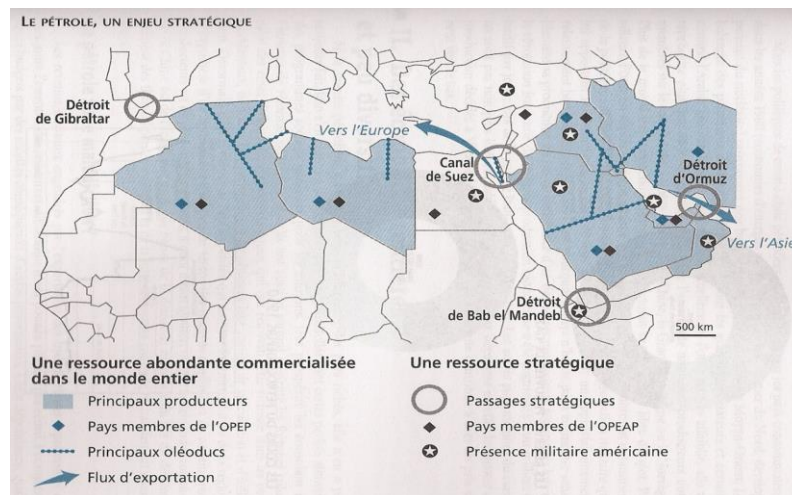 LE PÉTROLE, UN ENJEU STRATÉGIQUE
Détroit
de Gibraltar
Vers l'Europe
Canal
de Suez
Détroit
d'Ormuz
Vers l'Asie
Détroit
de Bab el Mandeb
500 km
Une ressource abondante commercialisée
dans le monde entier
Principaux producteurs
Pays membres de l'OPEP
Principaux oléoducs
Flux d'exportation
Une ressource stratégique
Passages stratégiques
Pays membres de l'OPEAP
Présence militaire américaine